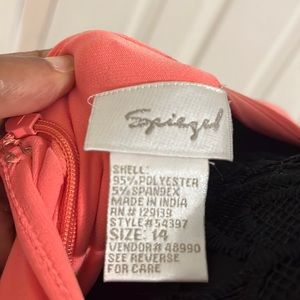 Spiegel
SHELL:
95% POLYESTER
5% SPANDEX
MADE IN INDIA
RN # 129139
STYLE# 54397
SIZE: 14
VENDOR# 48990
SEE REVERSE
FOR CARE